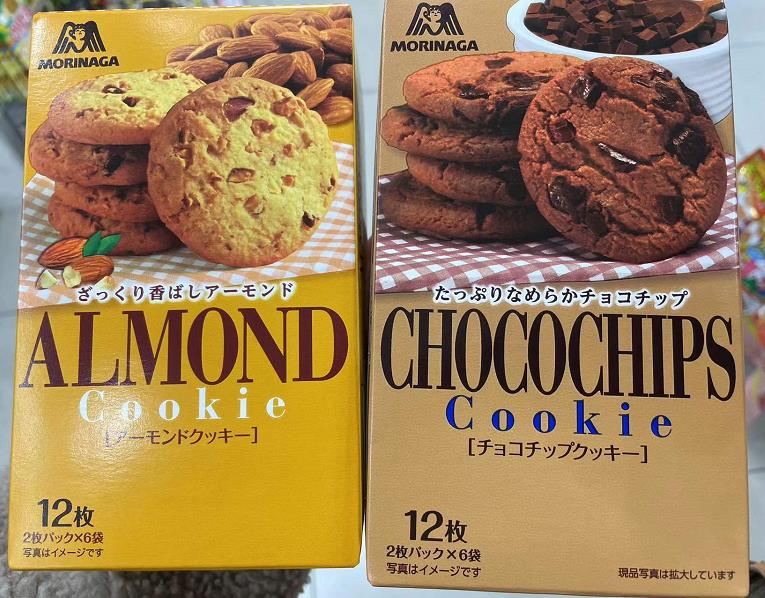 MORINAGA
ざっくり香ばしアーモンド
ALMOND
Cookie
[アーモンドクッキー]
12枚
2枚パック×6袋
写真はイメージです
MORINAGA
たっぷりなめらかチョコチップ
CHOCOCHIPS
Cookie
[チョコチップクッキー]
12枚
2枚パック×6袋
写真はイメージです
現品写真は拡大しています